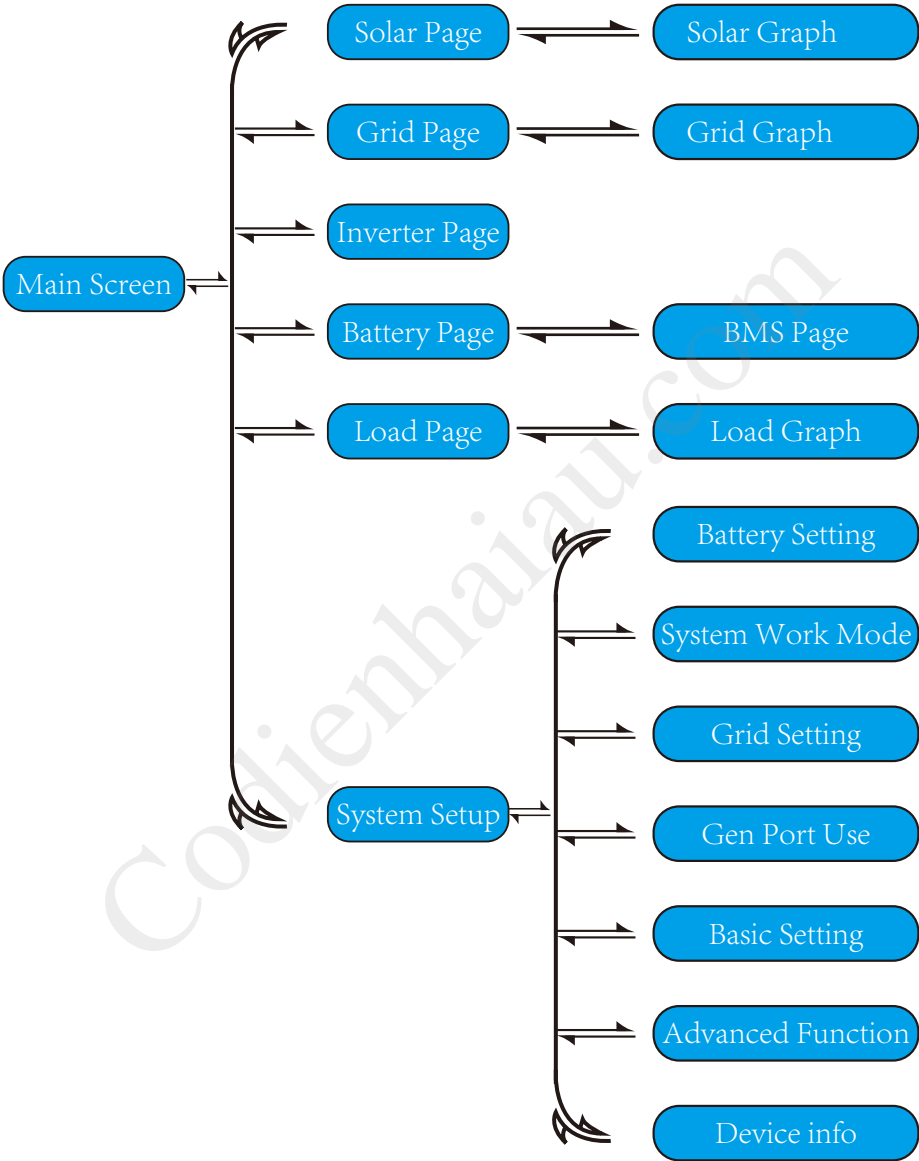 Solar Page
Solar Graph
Grid Page
Grid Graph
Inverter Page
Main Screen
Battery Page
BMS Page
Load Page
Load Graph
Battery Setting
System Work Mode
Grid Setting
System Setup
Gen Port Use
Basic Setting
Advanced Function
Device info
Codienhaiau.com